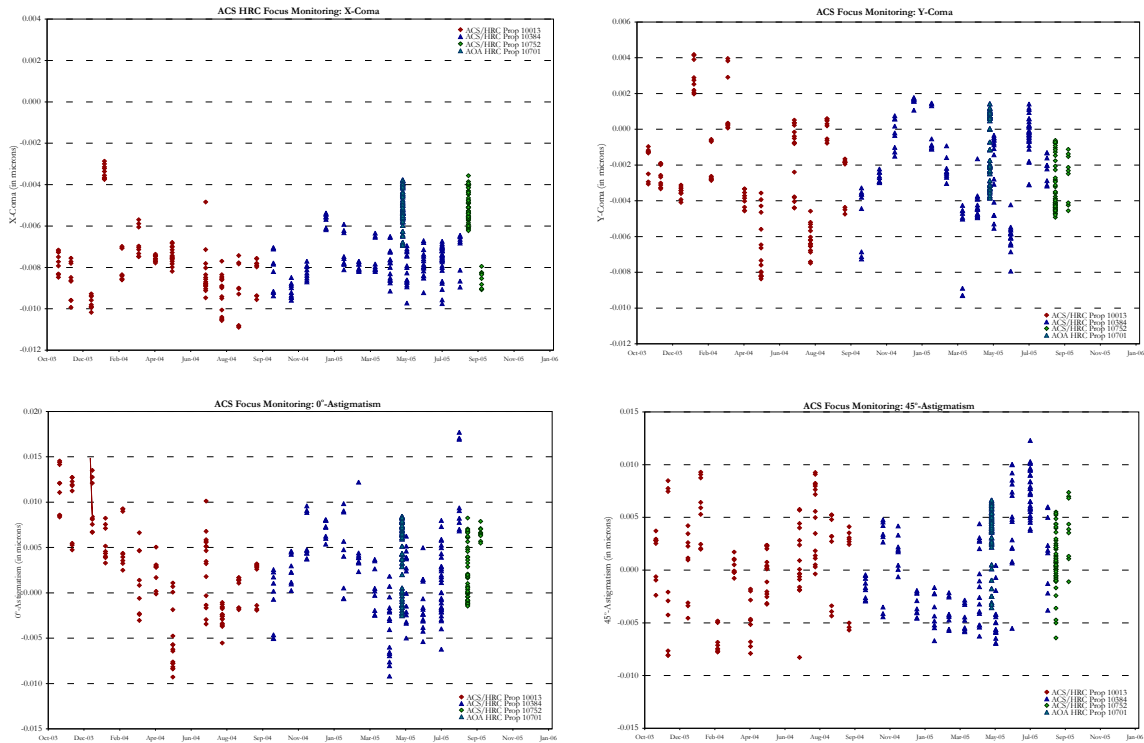 ACS HRC Focus Monitoring: X-Coma
0.004
0.002
0.000
-0.002
-0.004
-0.006
-0.008
-0.010
-0.012
X-Coma (in microns)
ACS/HRC Prop 10013
ACS/HRC Prop 10384
ACS/HRC Prop 10752
AOA HRC Prop 10701
Oct-03 Dec-03 Feb-04 Apr-04 Jun-04 Aug-04 Sep-04 Nov-04 Jan-05 Mar-05 May-05 Jul-05 Sep-05 Nov-05 Jan-06
ACS Focus Monitoring: Y-Coma
0.006
0.004
0.002
0.000
-0.002
-0.004
-0.006
-0.008
-0.010
-0.012
Y-Coma (in microns)
ACS/HRC Prop 10013
ACS/HRC Prop 10384
ACS/HRC Prop 10752
AOA HRC Prop 10701
Oct-03 Dec-03 Feb-04 Apr-04 Jun-04 Aug-04 Sep-04 Nov-04 Jan-05 Mar-05 May-05 Jul-05 Sep-05 Nov-05 Jan-06
ACS Focus Monitoring: 0°-Astigmatism
0.020
0.015
0.010
0.005
0.000
-0.005
-0.010
-0.015
0°-Astigmatism (in microns)
ACS/HRC Prop 10013
ACS/HRC Prop 10384
ACS/HRC Prop 10752
AOA HRC Prop 10701
Oct-03 Dec-03 Feb-04 Apr-04 Jun-04 Aug-04 Sep-04 Nov-04 Jan-05 Mar-05 May-05 Jul-05 Sep-05 Nov-05 Jan-06
ACS Focus Monitoring: 45°-Astigmatism
0.015
0.010
0.005
0.000
-0.005
-0.010
-0.015
45°-Astigmatism (in microns)
ACS/HRC Prop 10013
ACS/HRC Prop 10384
ACS/HRC Prop 10752
AOA HRC Prop 10701
Oct-03 Dec-03 Feb-04 Apr-04 Jun-04 Aug-04 Sep-04 Nov-04 Jan-05 Mar-05 May-05 Jul-05 Sep-05 Nov-05 Jan-06